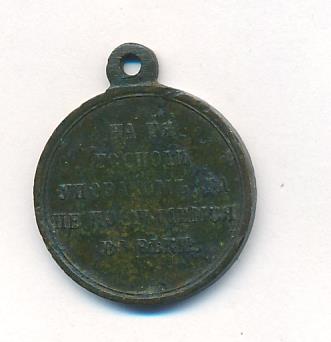 НА ТЯ
ГОСПОДИ
УПОВАХОМЪ, ДА
НЕ ПОСТЫДИМСЯ
ВО ВѢКИ.